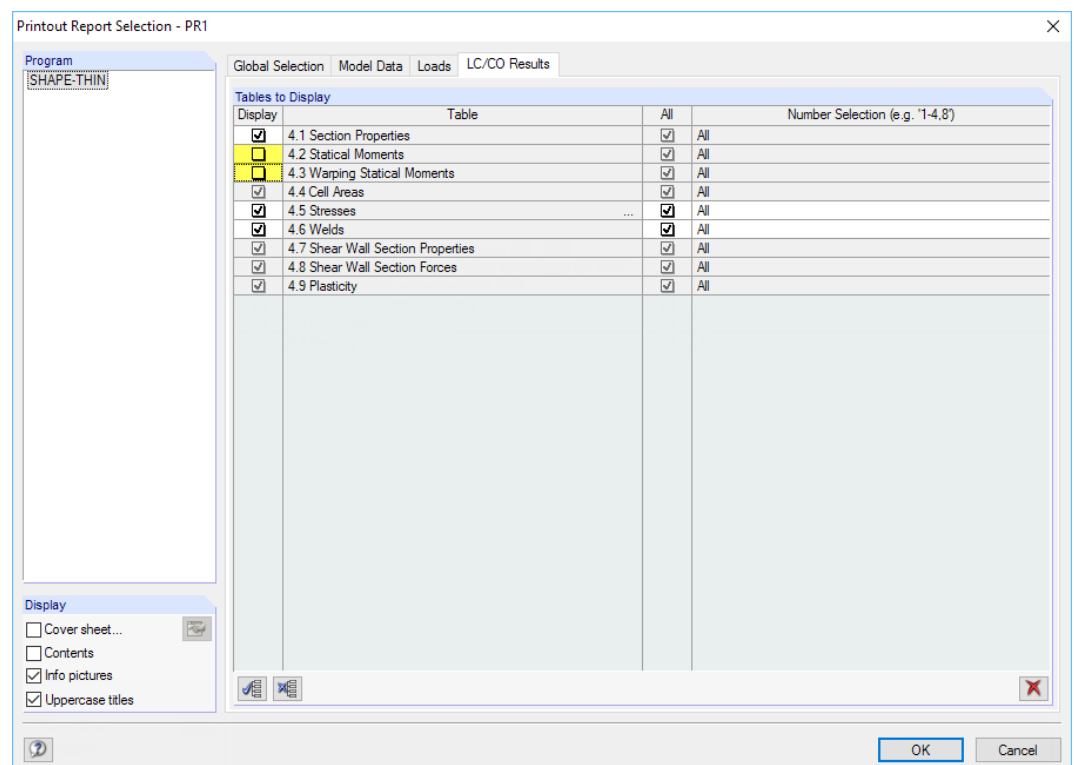 Printout Report Selection - PR1
Program
SHAPE-THIN
Global Selection Model Data Loads LC/CO Results
Tables to Display
Display Table All Number Selection (e.g. '1-4,8')
4.1 Section Properties All
4.2 Statical Moments All
4.3 Warping Statical Moments All
4.4 Cell Areas All
4.5 Stresses ... All
4.6 Welds All
4.7 Shear Wall Section Properties All
4.8 Shear Wall Section Forces All
4.9 Plasticity All
Display
Cover sheet...
Contents
Info pictures
Uppercase titles
OK Cancel